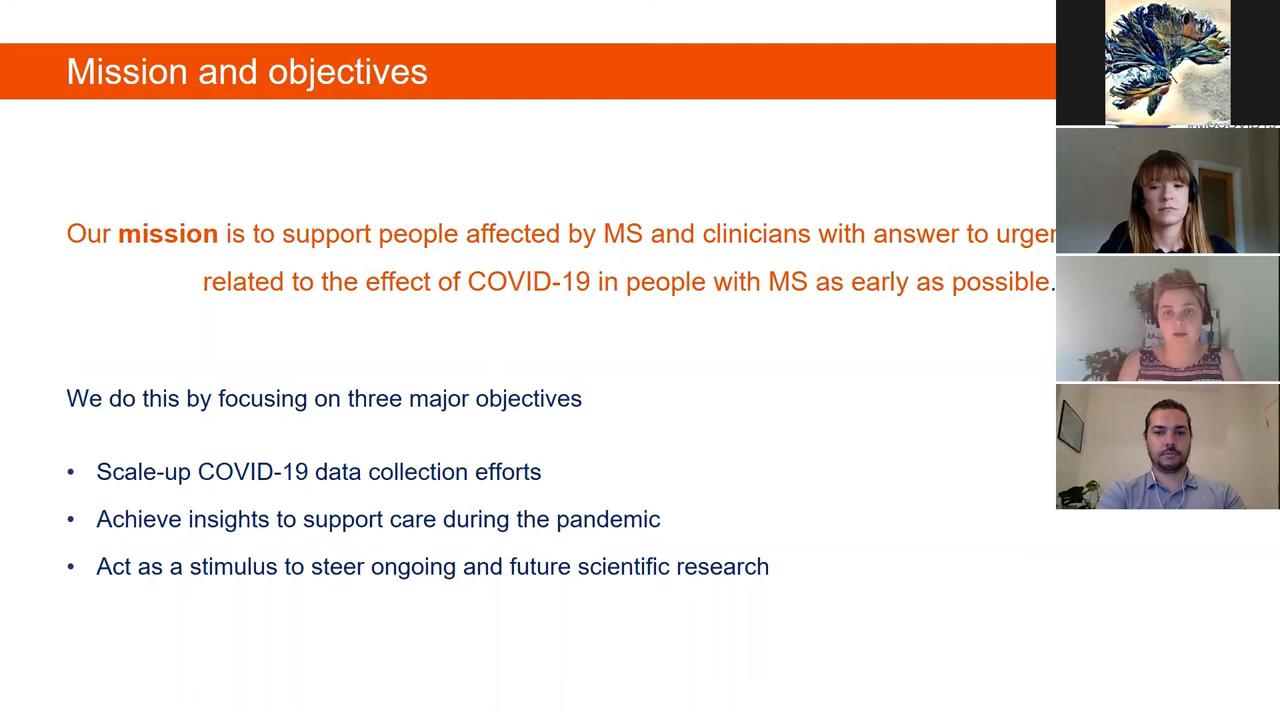 Mission and objectives
Our mission is to support people affected by MS and clinicians with answer to
related to the effect of COVID-19 in people with MS as early as possible.
We do this by focusing on three major objectives
• Scale-up COVID-19 data collection efforts
• Achieve insights to support care during the pandemic
• Act as a stimulus to steer ongoing and future scientific research